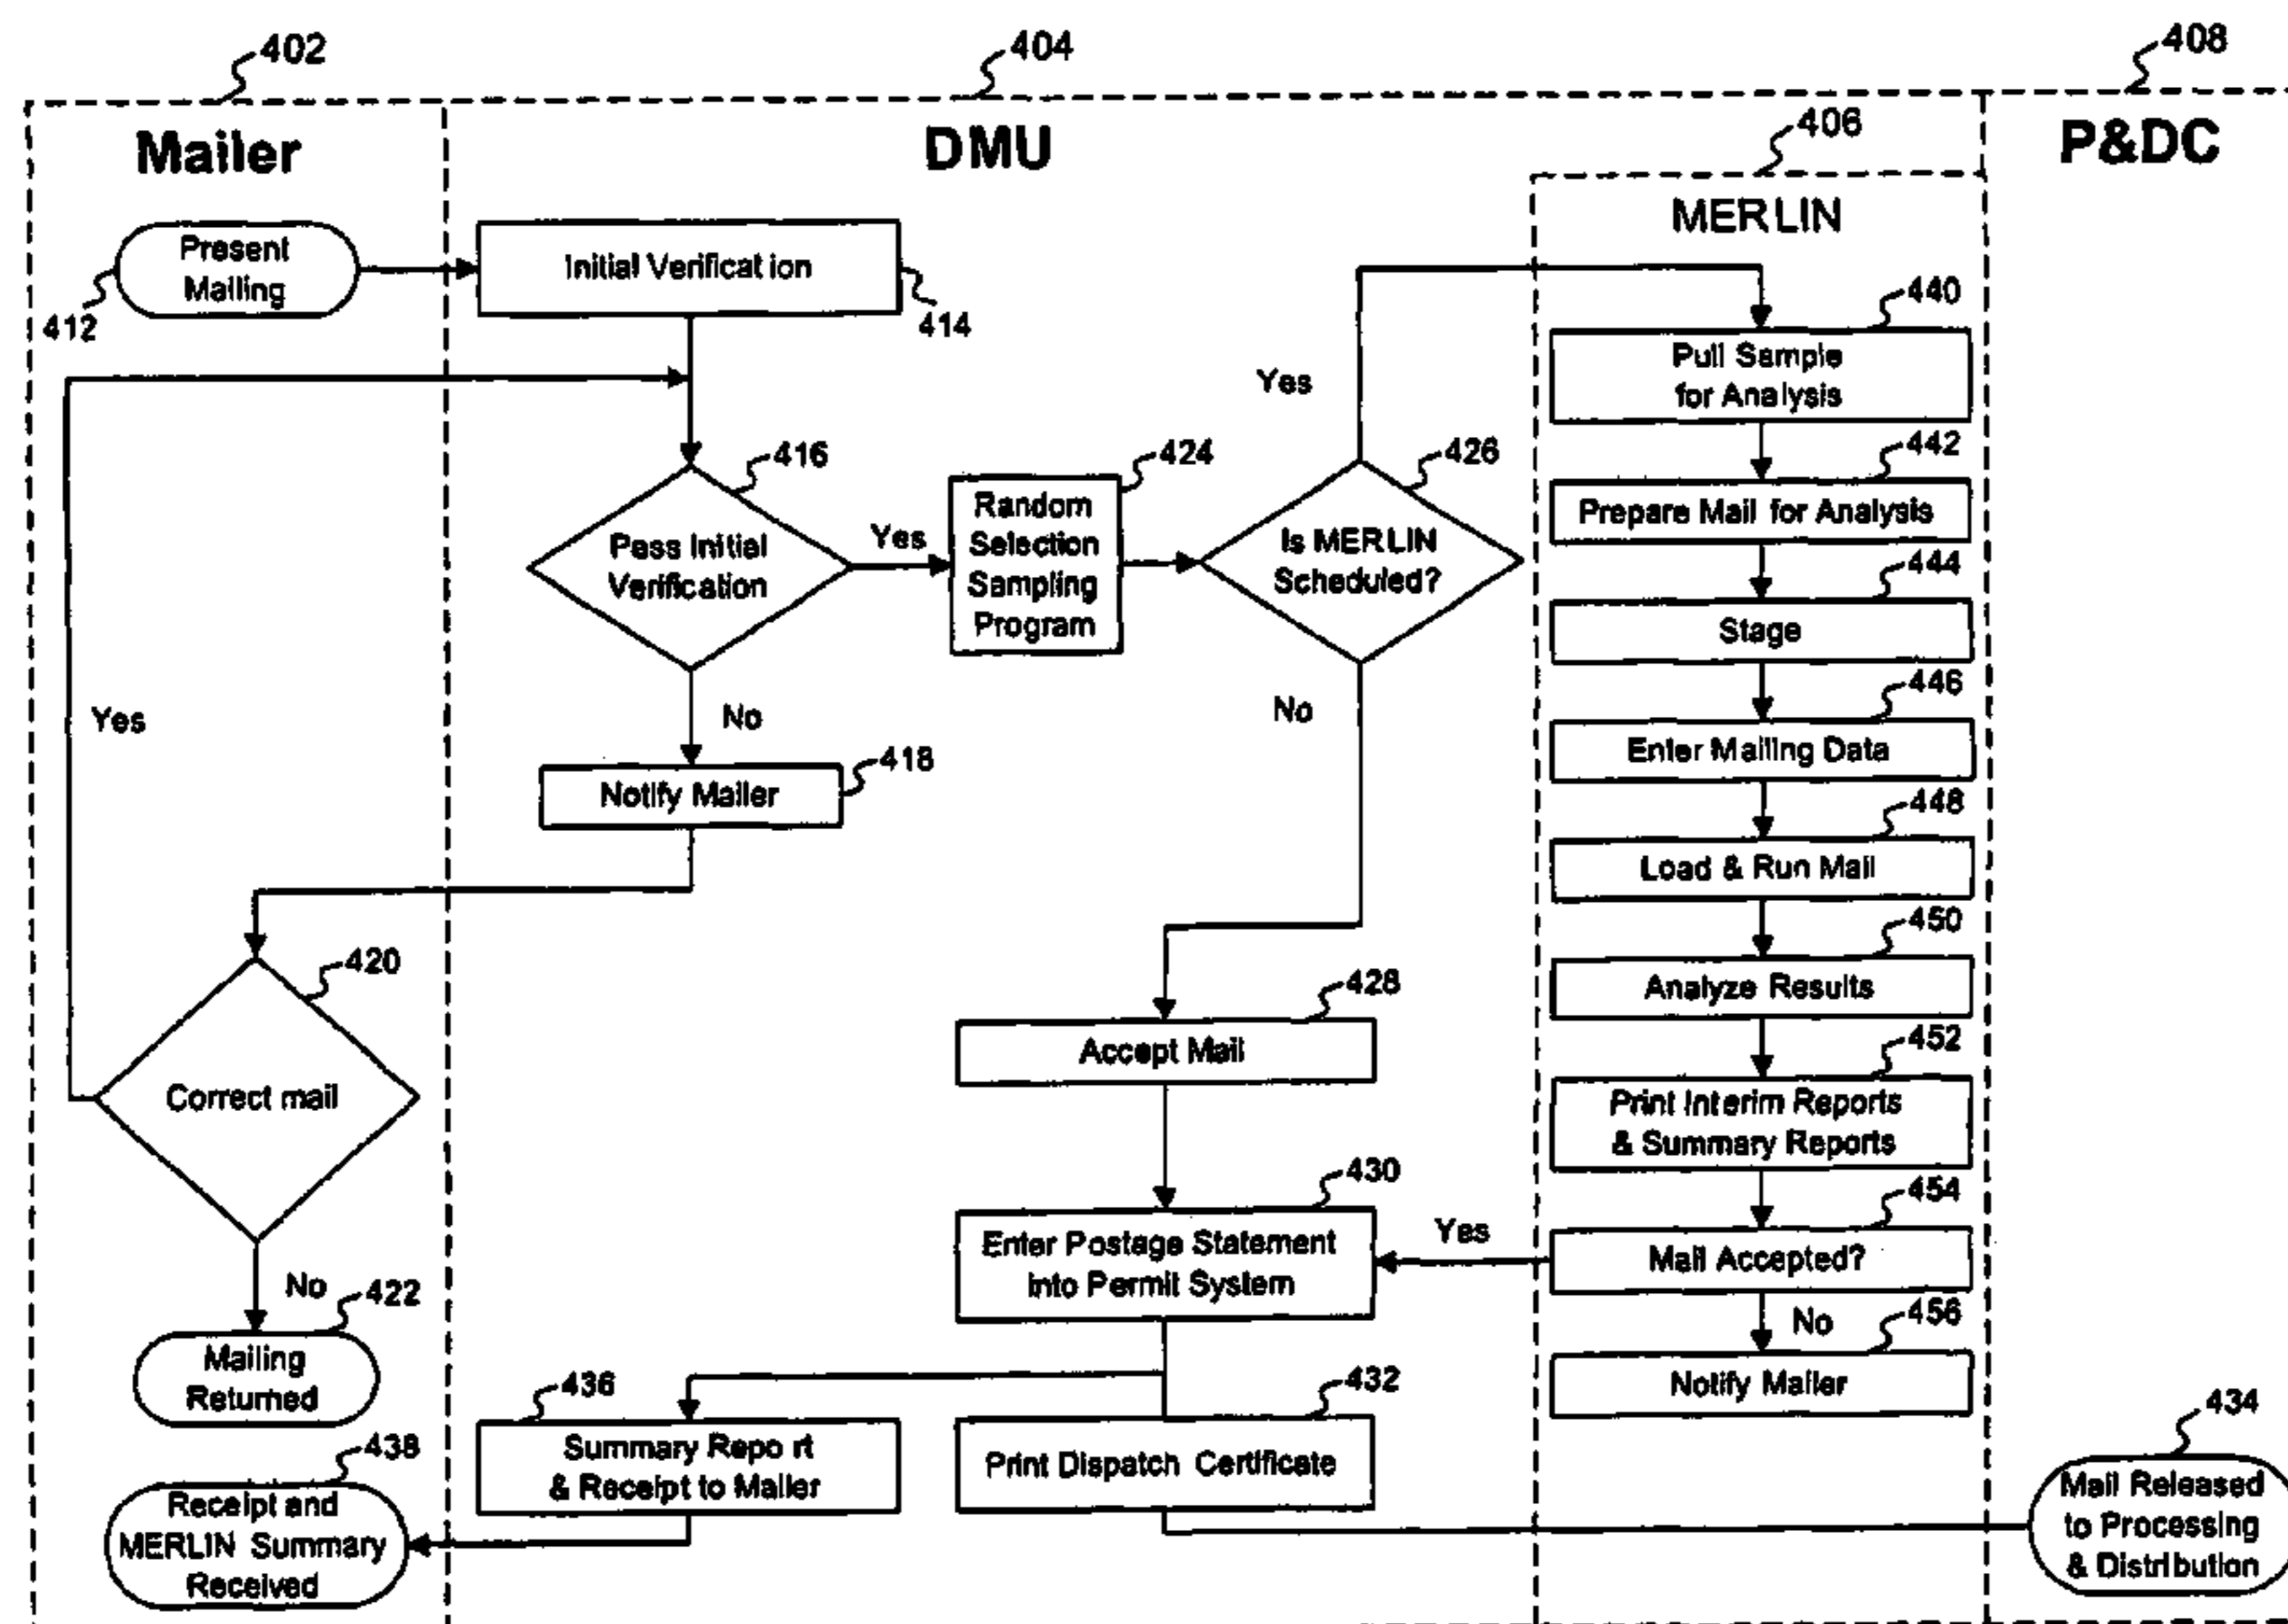 402
404
408
Mailer
DMU
P&DC
406
MERLIN
Present
Mailing
412
Initial Verification
414
416
Pass Initial
Verification
Yes
No
418
Notify Mailer
Yes
420
Correct mail
No
422
Mailing
Returned
424
Random
Selection
Sampling
Program
426
Is MERLIN
Scheduled?
Yes
No
428
Accept Mail
430
Enter Postage Statement
into Permit System
432
Print Dispatch Certificate
436
Summary Report
& Receipt to Mailer
438
Receipt and
MERLIN Summary
Received
440
Pull Sample
for Analysis
442
Prepare Mail for Analysis
444
Stage
446
Enter Mailing Data
448
Load & Run Mail
450
Analyze Results
452
Print Interim Reports
& Summary Reports
454
Mail Accepted?
Yes
No
456
Notify Mailer
434
Mail Released
to Processing
& Distribution